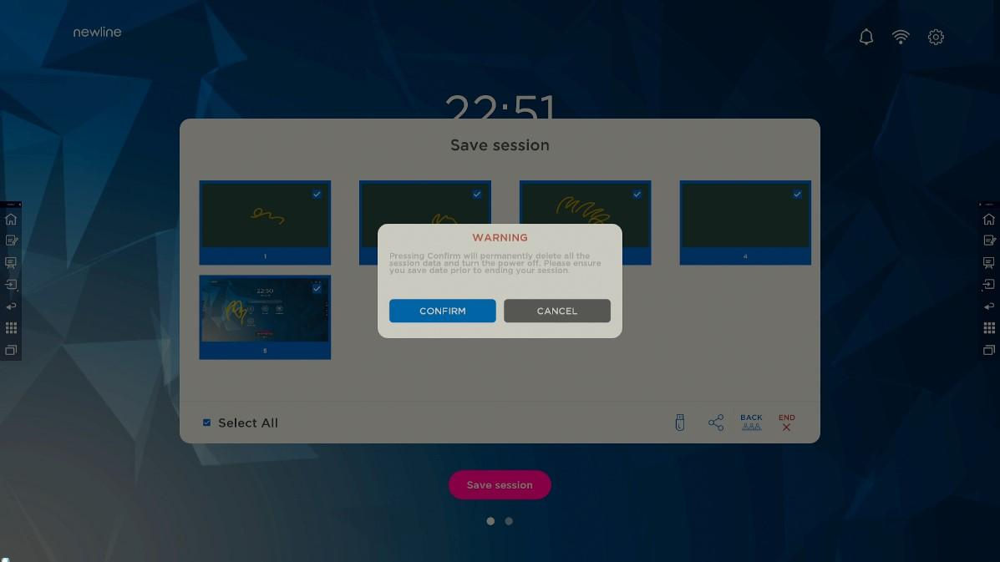 newline
22:51
Save session
1
4
22:50
5
WARNING
Pressing Confirm will permanently delete all the
session data and turn the power off. Please ensure
you save date prior to ending your session.
CONFIRM
CANCEL
Select All
BACK
END
Save session